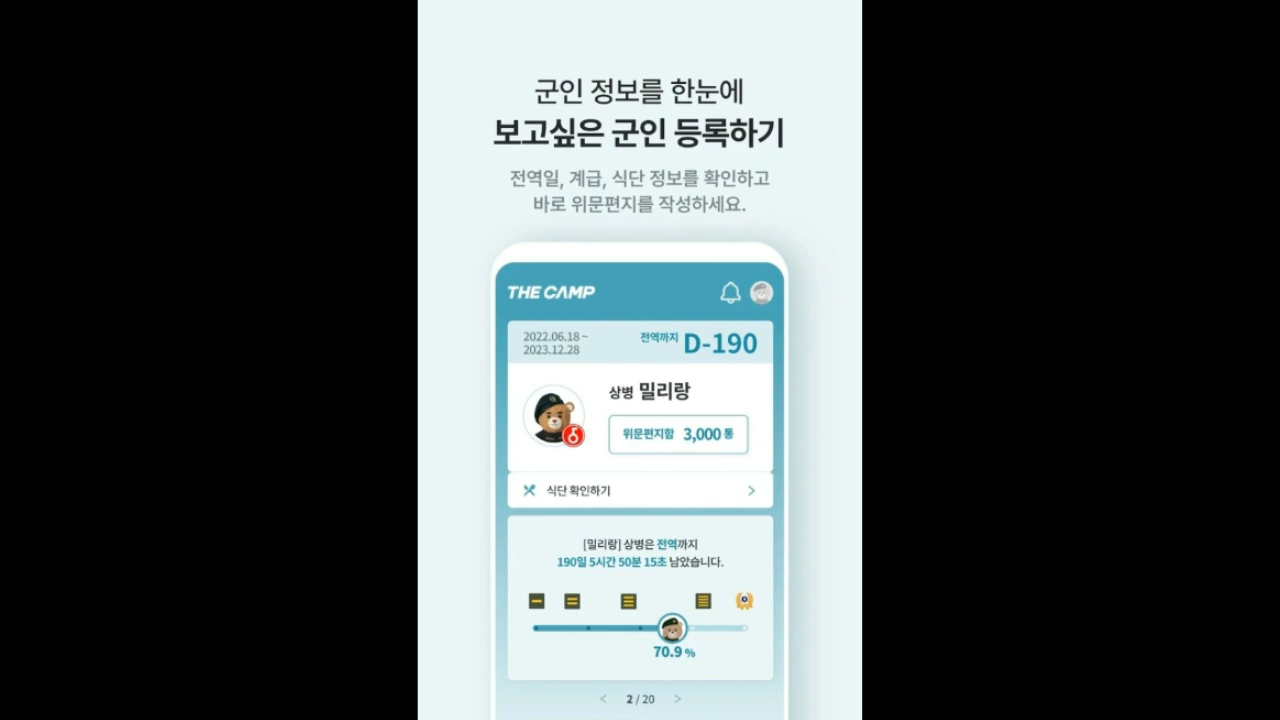 군인 정보를 한눈에
보고싶은 군인 등록하기
전역일, 계급, 식단 정보를 확인하고
바로 위문편지를 작성하세요.
THE CAMP
2022.06.18 ~
2023.12.28
전역까지 D-190
상병 밀리랑
위문편지함 3,000 통
식단 확인하기
[밀리랑] 상병은 전역까지
190일 5시간 50분 15초 남았습니다.
70.9 %
< 2 / 20 >